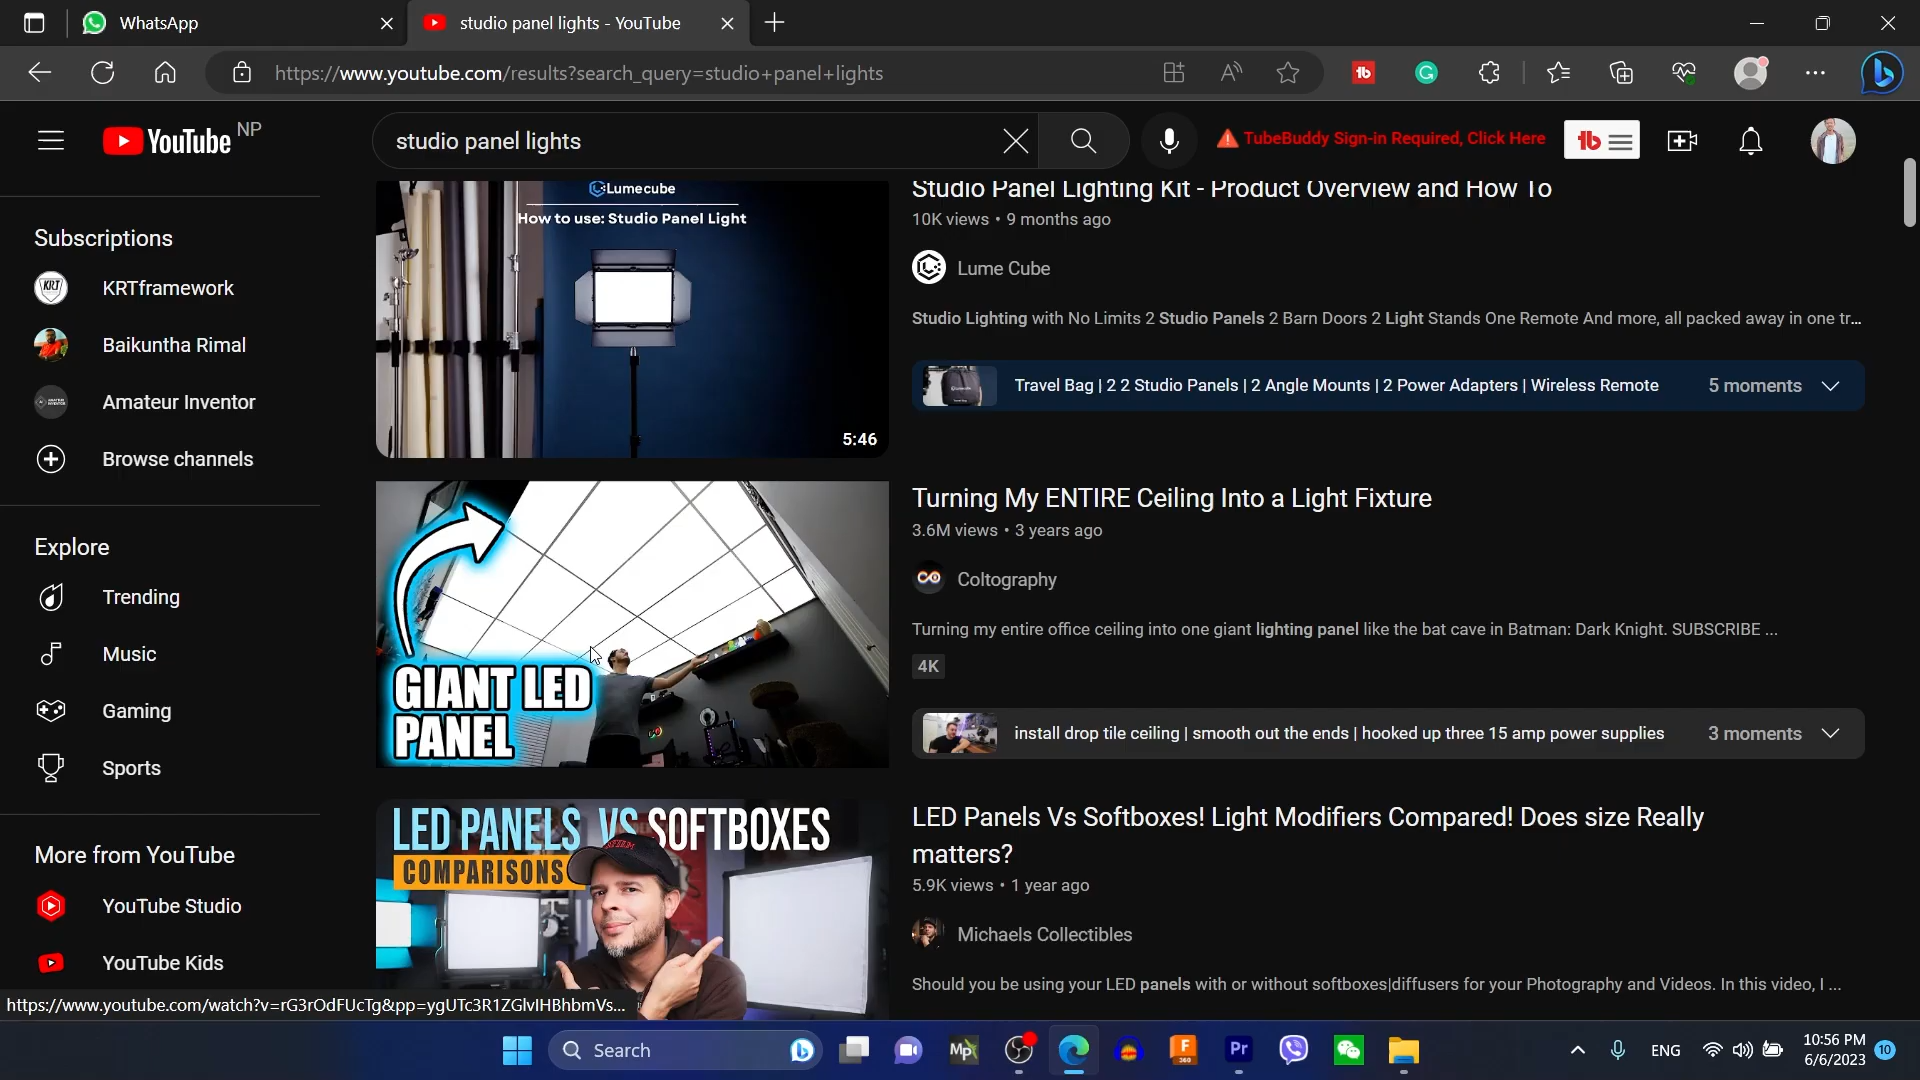 WhatsApp
studio panel lights - YouTube
https://www.youtube.com/results?search_query=studio+panel+lights
YouTube NP
studio panel lights
TubeBuddy Sign-in Required, Click Here
Subscriptions
KRTframework
Baikuntha Rimal
Amateur Inventor
Browse channels
Explore
Trending
Music
Gaming
Sports
More from YouTube
YouTube Studio
YouTube Kids
Lumecube
How to use: Studio Panel Light
5:46
Studio Panel Lighting Kit - Product Overview and How To
10K views • 9 months ago
Lume Cube
Studio Lighting with No Limits 2 Studio Panels 2 Barn Doors 2 Light Stands One Remote And more, all packed away in one tr...
Travel Bag | 2 2 Studio Panels | 2 Angle Mounts | 2 Power Adapters | Wireless Remote
5 moments
GIANT LED
PANEL
Turning My ENTIRE Ceiling Into a Light Fixture
3.6M views • 3 years ago
Coltography
Turning my entire office ceiling into one giant lighting panel like the bat cave in Batman: Dark Knight. SUBSCRIBE ...
4K
install drop tile ceiling | smooth out the ends | hooked up three 15 amp power supplies
3 moments
LED PANELS VS SOFTBOXES
COMPARISONS
LED Panels Vs Softboxes! Light Modifiers Compared! Does size Really
matters?
5.9K views • 1 year ago
Michaels Collectibles
Should you be using your LED panels with or without softboxes|diffusers for your Photography and Videos. In this video, I ...
https://www.youtube.com/watch?v=rG3rOdFUcTg&pp=ygUTc3R1ZGlvIHBhbmVs...
Search
ENG
10:56 PM
6/6/2023
10